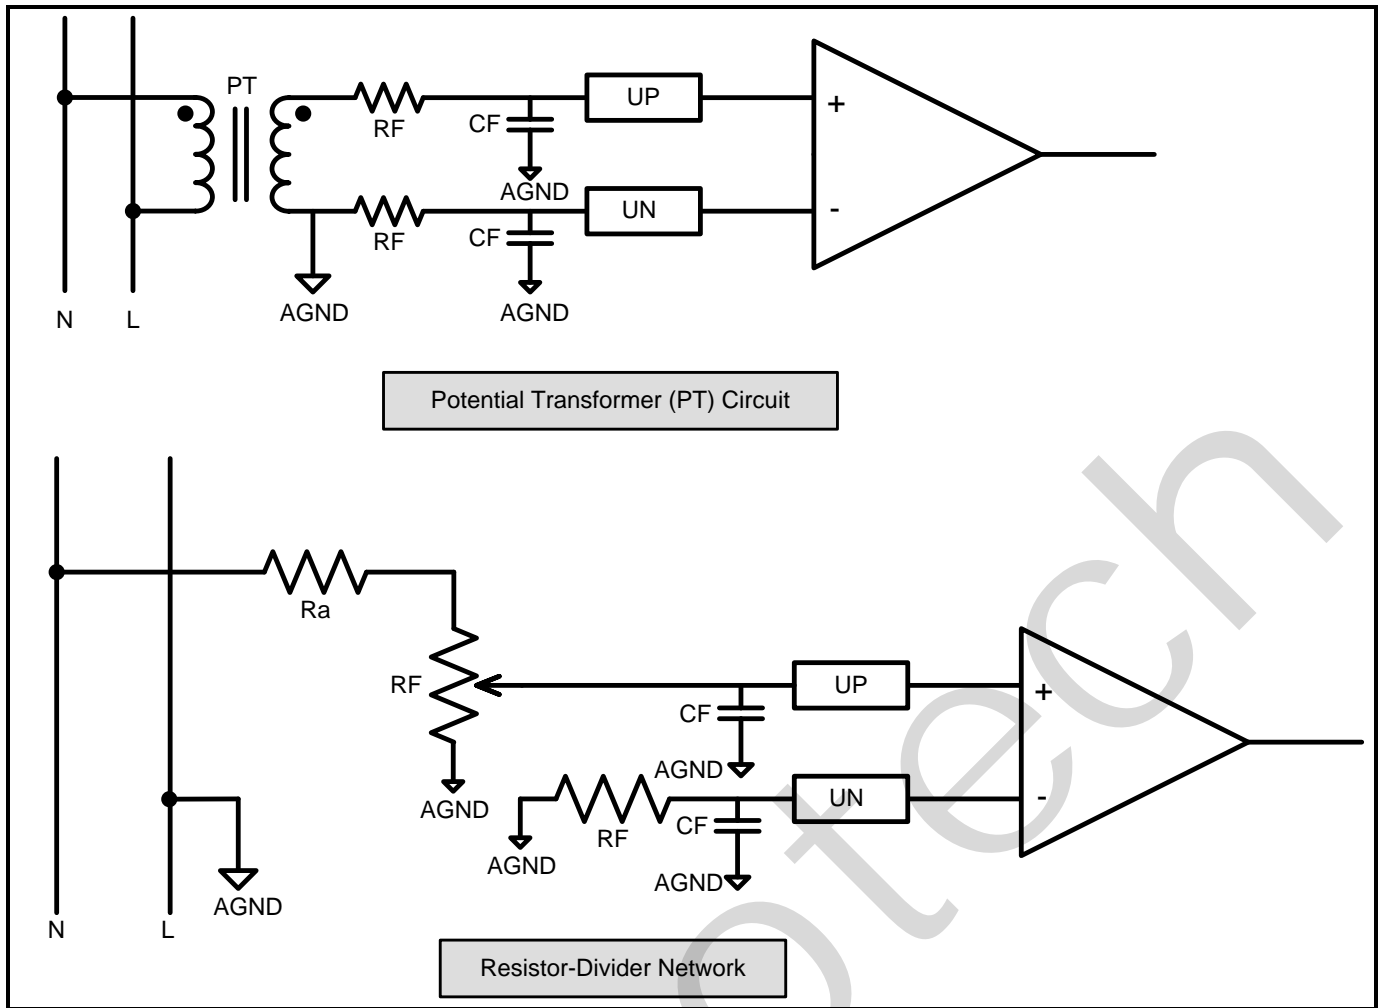 PT
RF
CF
AGND
UP
+
RF
CF
AGND
UN
-
AGND
N
L
Potential Transformer (PT) Circuit
Ra
RF
AGND
CF
AGND
UP
+
RF
AGND
CF
AGND
UN
-
AGND
N
L
Resistor-Divider Network
otech